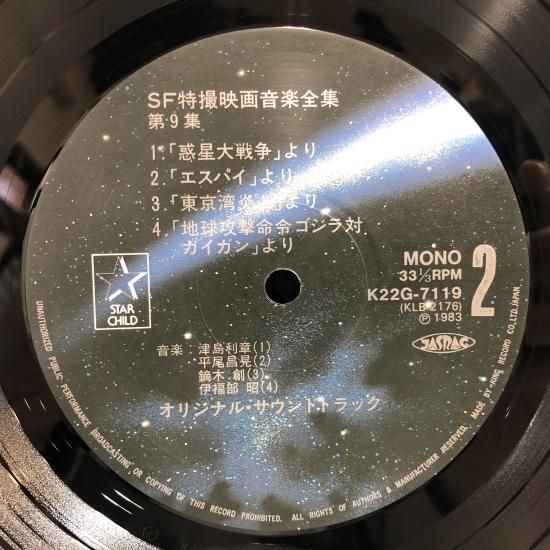 SF特撮映画音楽全集
第9集
1.「惑星大戦争」より
2.「エスパイ」より
3.「東京湾炎上」より
4.「地球攻撃命令ゴジラ対
ガイガン」より
STAR
CHILD
MONO
33⅓RPM
K22G-7119
(KLB 2176)
Ⓟ1983
2
JASRAC
音楽:津島利章(1)
平尾昌晃(2)
鏑木 創(3)
伊福部 昭(4)
オリジナル・サウンドトラック
UNAUTHORIZED PUBLIC PERFORMANCE BROADCASTING OR COPYING OF THIS RECORD PROHIBITED. ALL RIGHTS OF AUTHORS & MANUFACTURER RESERVED. MADE BY KING RECORD CO., LTD. JAPAN